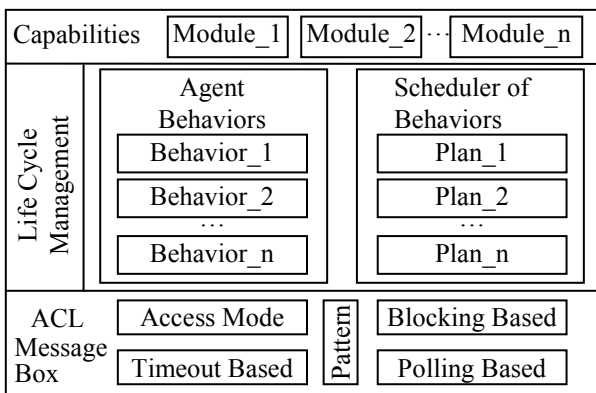 Capabilities Module_1 Module_2 ... Module_n
Life Cycle
Management
Agent
Behaviors
Behavior_1
Behavior_2
...
Behavior_n
Scheduler of
Behaviors
Plan_1
Plan_2
...
Plan_n
ACL
Message
Box
Access Mode
Timeout Based
Pattern
Blocking Based
Polling Based